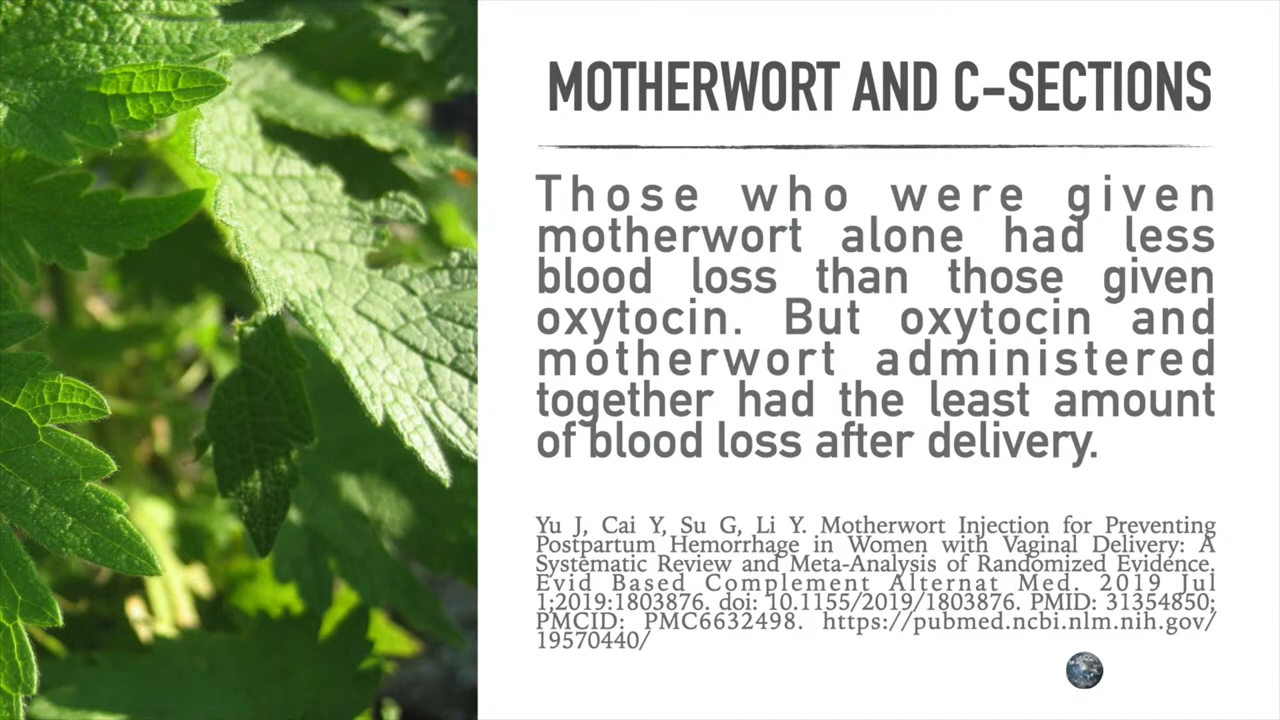 MOTHERWORT AND C-SECTIONS
Those who were given
motherwort alone had less
blood loss than those given
oxytocin. But oxytocin and
motherwort administered
together had the least amount
of blood loss after delivery.
Yu J, Cai Y, Su G, Li Y. Motherwort Injection for Preventing
Postpartum Hemorrhage in Women with Vaginal Delivery: A
Systematic Review and Meta-Analysis of Randomized Evidence.
Evid Based Complement Alternat Med. 2019 Jul
1;2019:1803876. doi: 10.1155/2019/1803876. PMID: 31354850;
PMCID: PMC6632498. https://pubmed.ncbi.nlm.nih.gov/
19570440/